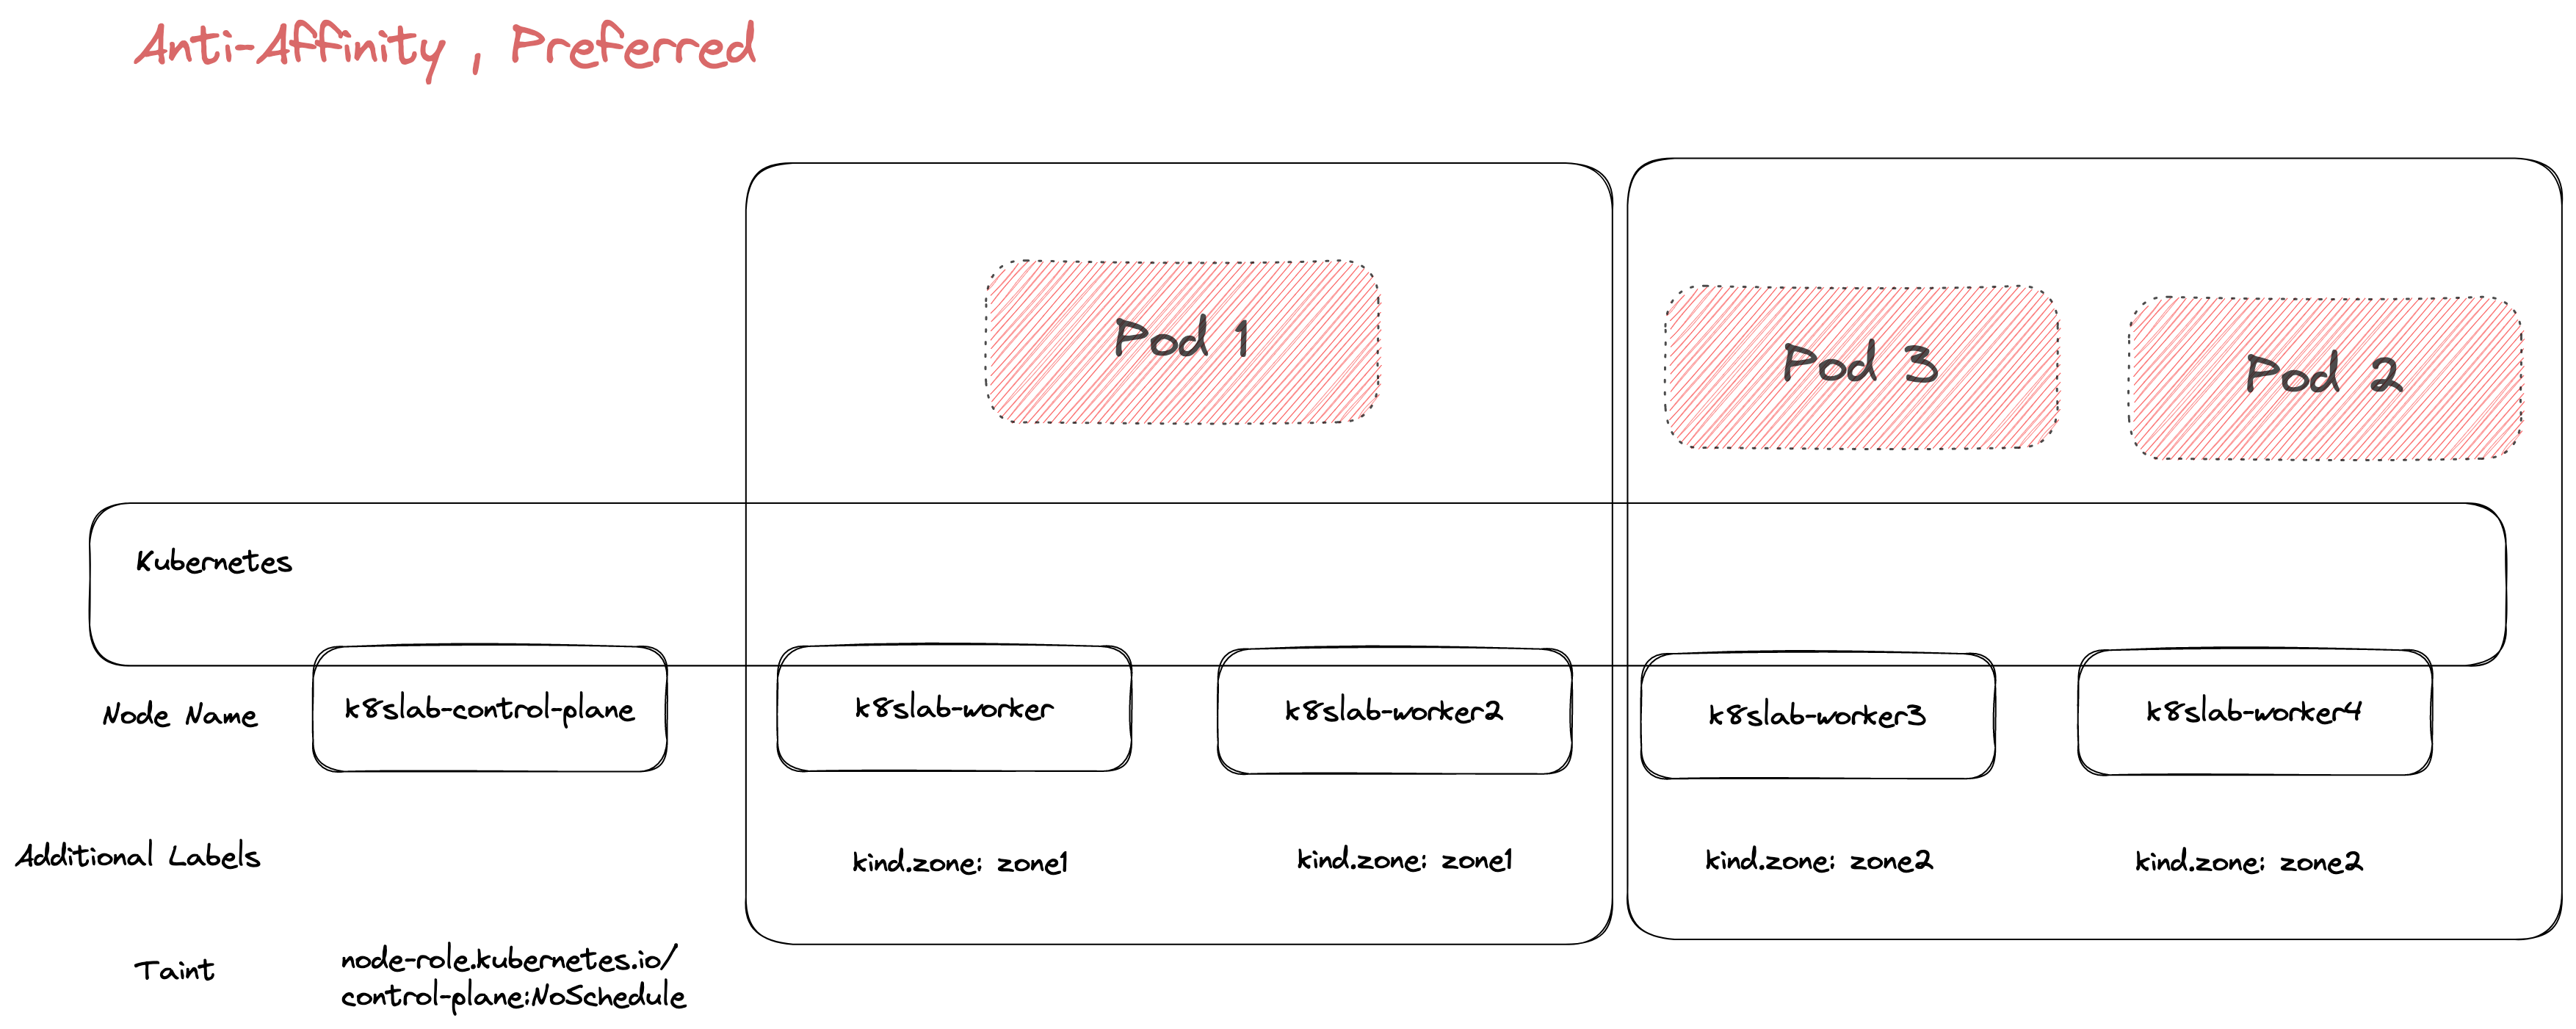 Anti-Affinity , Preferred
Pod 1
Pod 3
Pod 2
Kubernetes
Node Name
k8slab-control-plane
k8slab-worker
k8slab-worker2
k8slab-worker3
k8slab-worker4
Additional Labels
kind.zone: zone1
kind.zone: zone1
kind.zone: zone2
kind.zone: zone2
Taint
node-role.kubernetes.io/
control-plane:NoSchedule